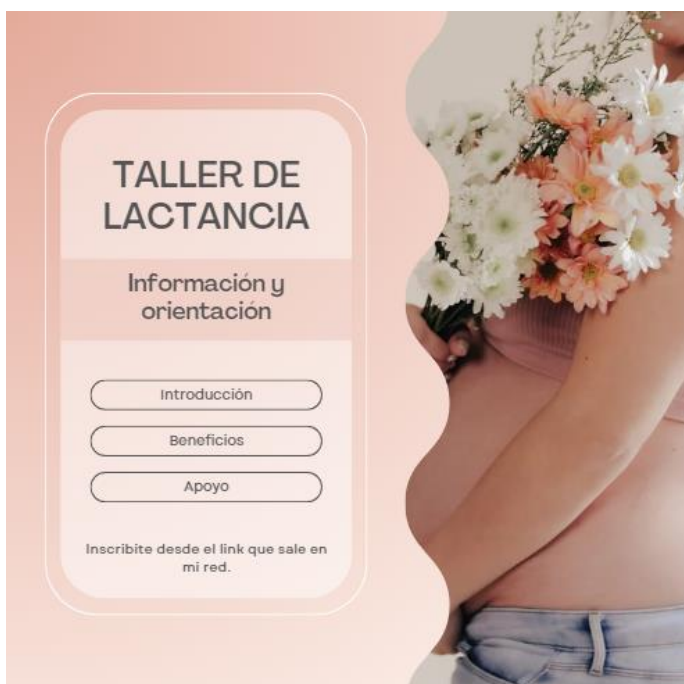 TALLER DE
LACTANCIA
Información y
orientación
Introducción
Beneficios
Apoyo
Inscribite desde el link que sale en
mi red.